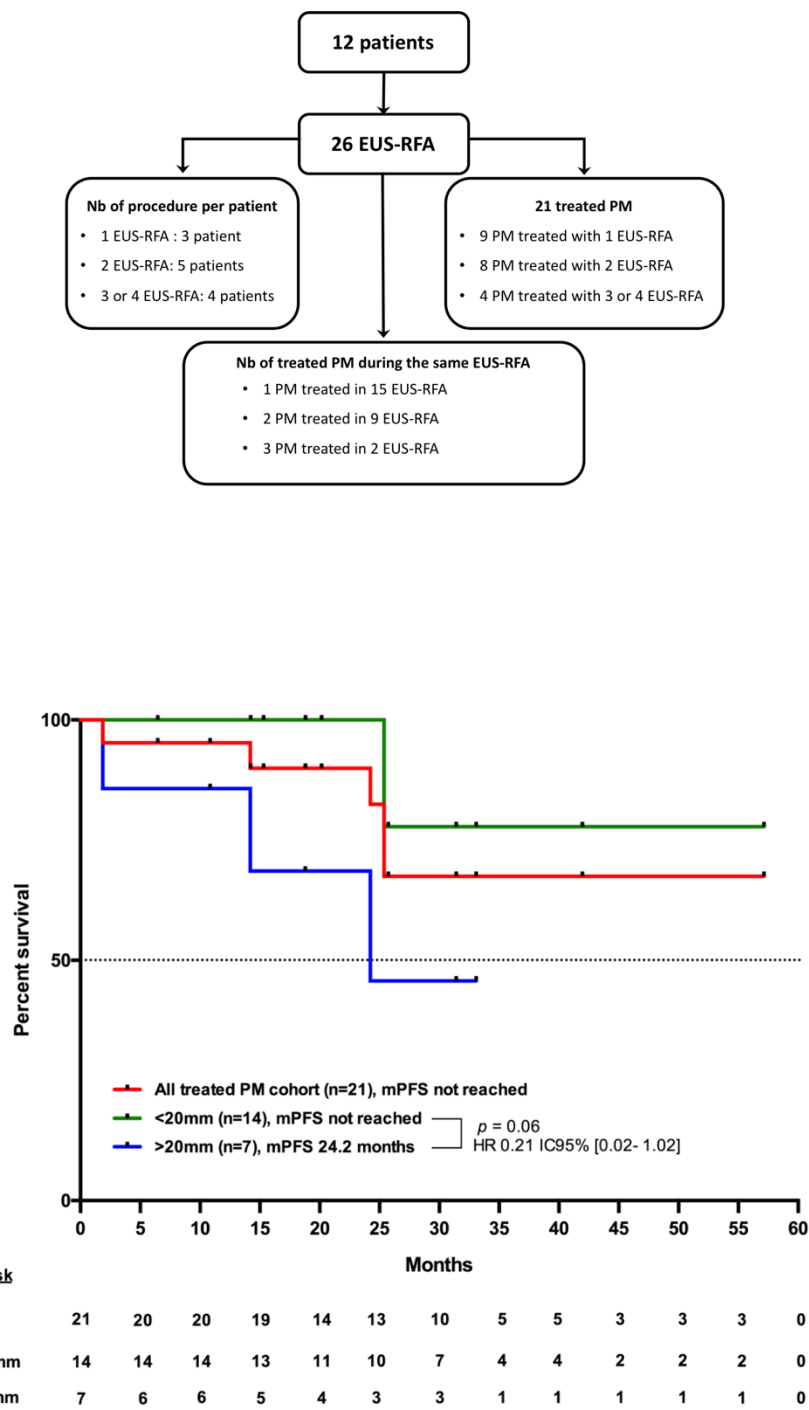 12 patients
26 EUS-RFA
Nb of procedure per patient
• 1 EUS-RFA : 3 patient
• 2 EUS-RFA: 5 patients
• 3 or 4 EUS-RFA: 4 patients
21 treated PM
• 9 PM treated with 1 EUS-RFA
• 8 PM treated with 2 EUS-RFA
• 4 PM treated with 3 or 4 EUS-RFA
Nb of treated PM during the same EUS-RFA
• 1 PM treated in 15 EUS-RFA
• 2 PM treated in 9 EUS-RFA
• 3 PM treated in 2 EUS-RFA
100
50
0
Percent survival
All treated PM cohort (n=21), mPFS not reached
<20mm (n=14), mPFS not reached
>20mm (n=7), mPFS 24.2 months
p = 0.06
HR 0.21 IC95% [0.02- 1.02]
0 5 10 15 20 25 30 35 40 45 50 55 60
Months
sk
21 20 20 19 14 13 10 5 5 3 3 3 0
nm 14 14 14 13 11 10 7 4 4 2 2 2 0
mm 7 6 6 5 4 3 3 1 1 1 1 1 0